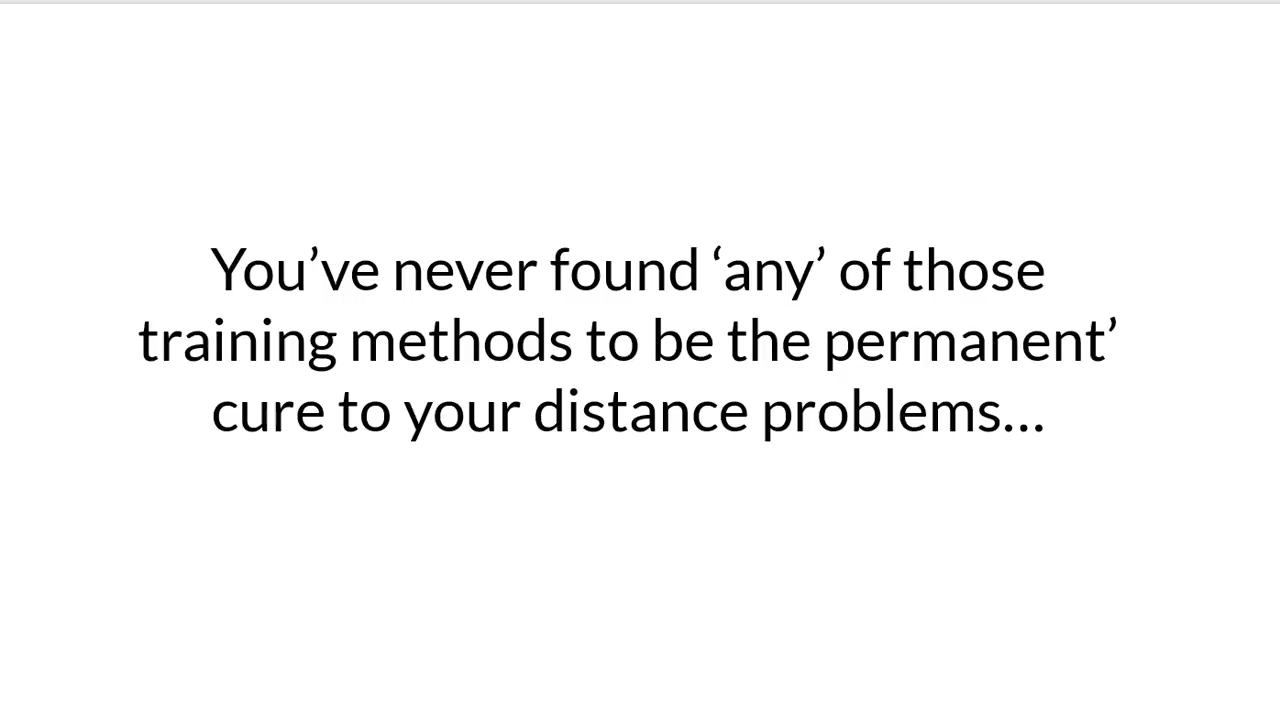 You’ve never found ‘any’ of those
training methods to be the permanent’
cure to your distance problems...